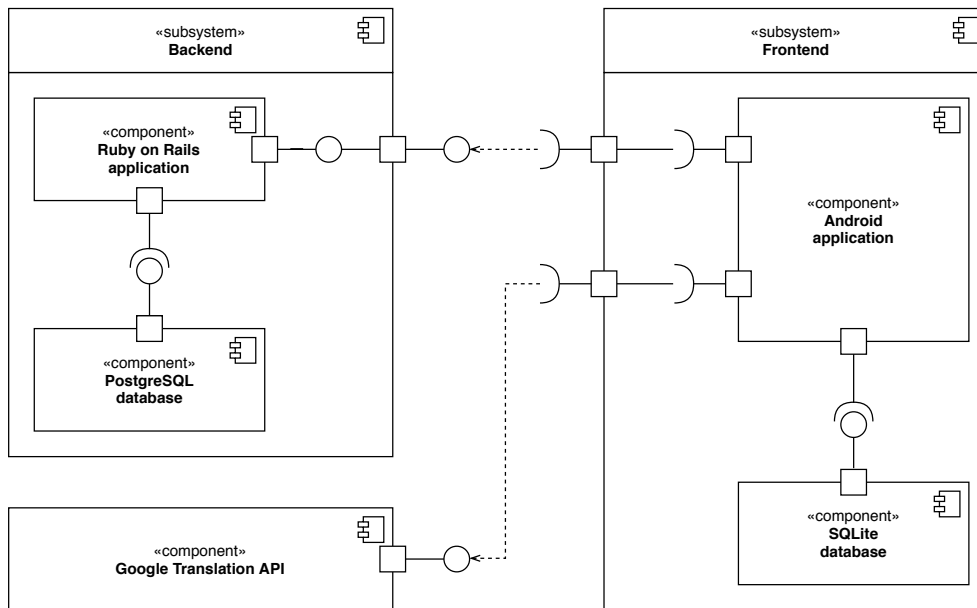 «subsystem»
Backend
«subsystem»
Frontend
«component»
Ruby on Rails
application
«component»
Android
application
«component»
PostgreSQL
database
«component»
SQLite
database
«component»
Google Translation API